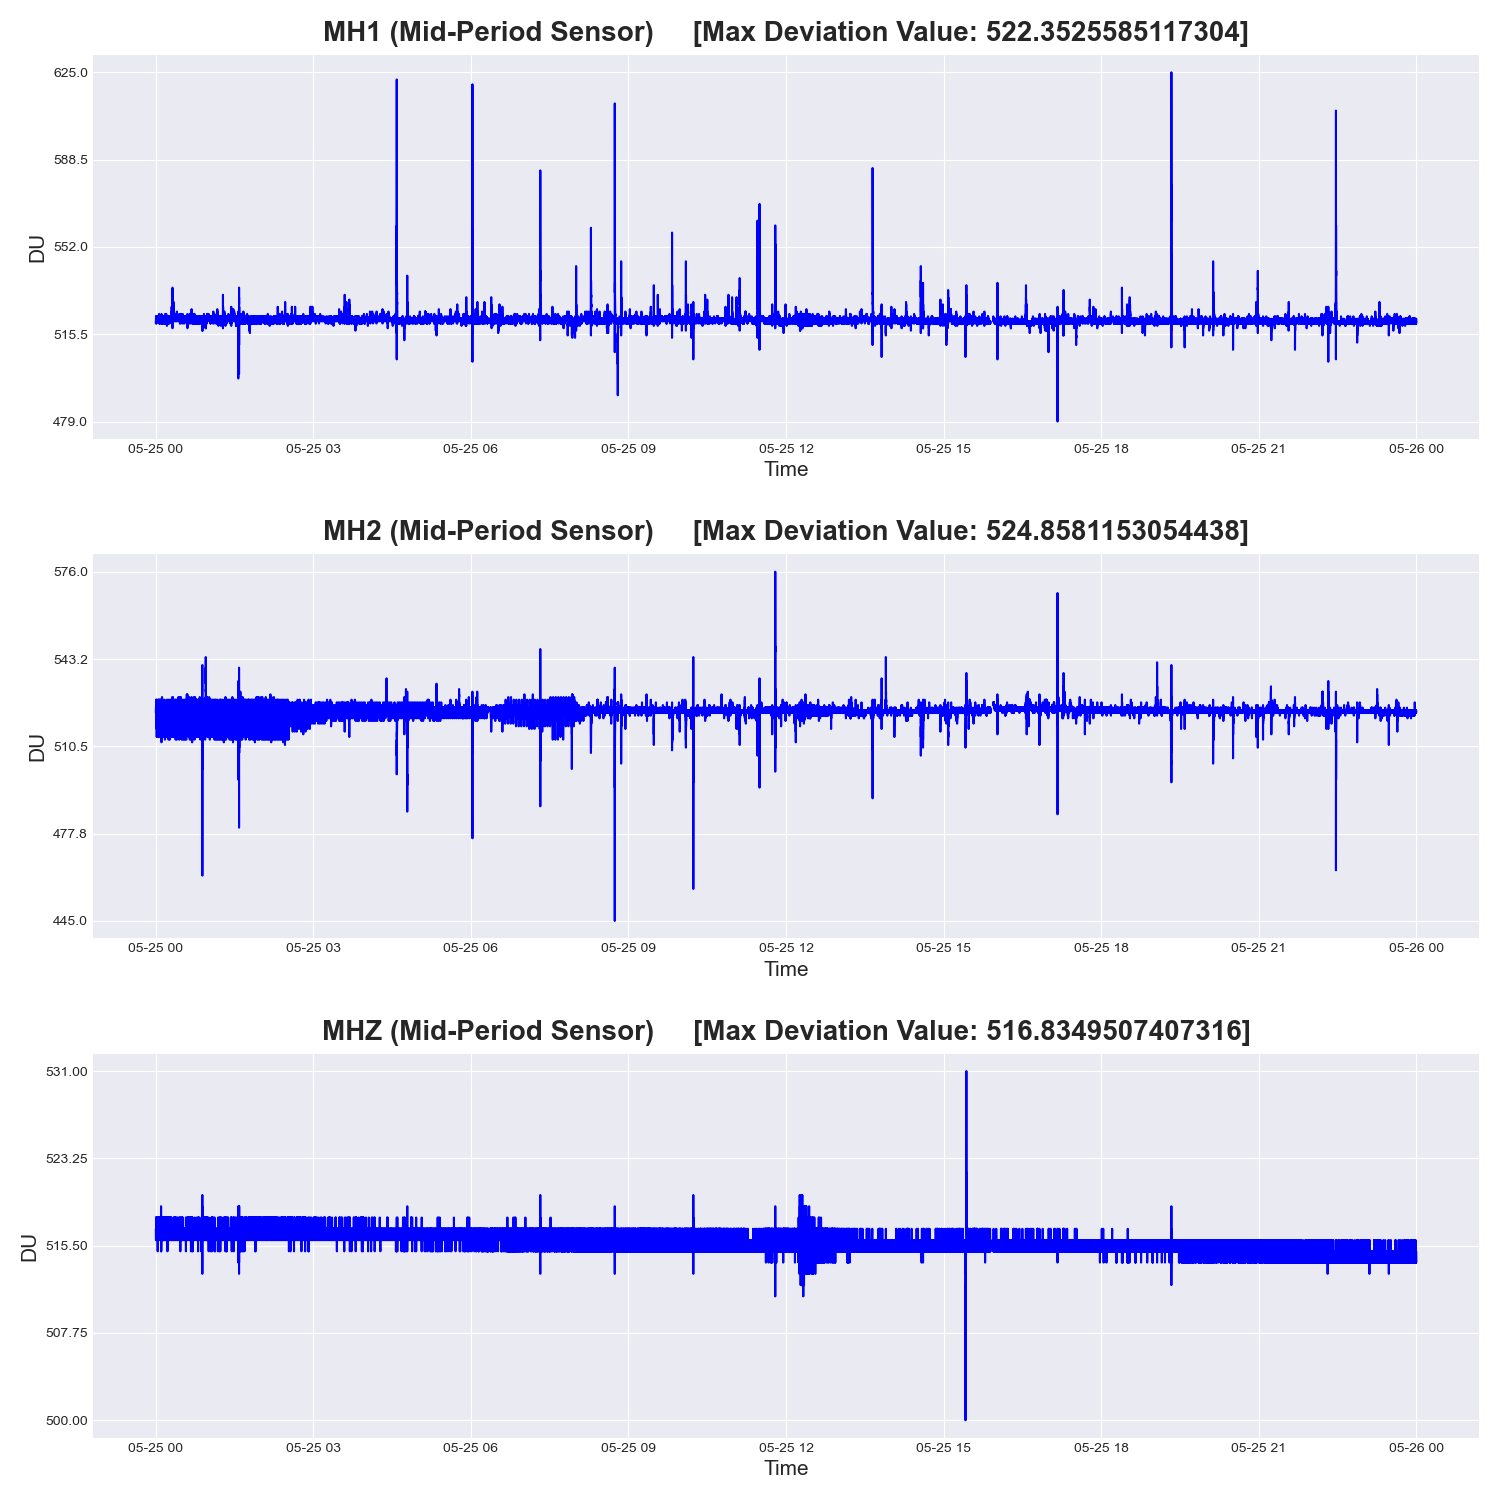 MH1 (Mid-Period Sensor) [Max Deviation Value: 522.3525585117304]
625.0
588.5
552.0
515.5
479.0
DU
05-25 00 05-25 03 05-25 06 05-25 09 05-25 12 05-25 15 05-25 18 05-25 21 05-26 00
Time
MH2 (Mid-Period Sensor) [Max Deviation Value: 524.8581153054438]
576.0
543.2
510.5
477.8
445.0
DU
05-25 00 05-25 03 05-25 06 05-25 09 05-25 12 05-25 15 05-25 18 05-25 21 05-26 00
Time
MHZ (Mid-Period Sensor) [Max Deviation Value: 516.8349507407316]
531.00
523.25
515.50
507.75
500.00
DU
05-25 00 05-25 03 05-25 06 05-25 09 05-25 12 05-25 15 05-25 18 05-25 21 05-26 00
Time